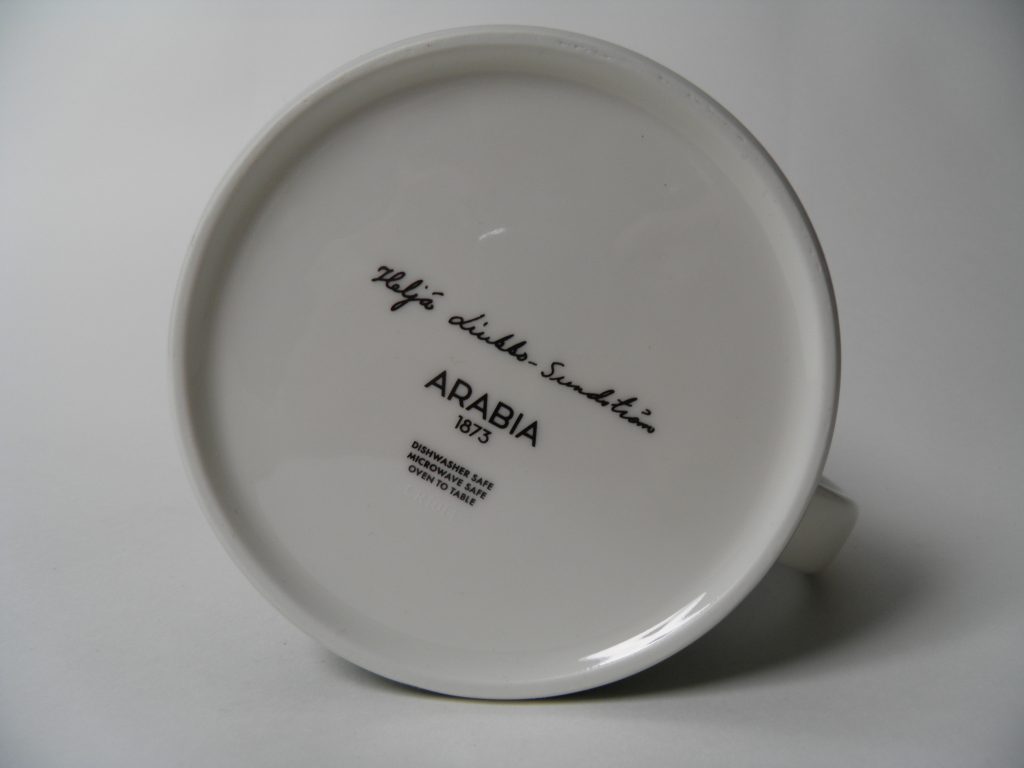 Heljä Liukko-Sundström
ARABIA
1873
DISHWASHER SAFE
MICROWAVE SAFE
OVEN TO TABLE